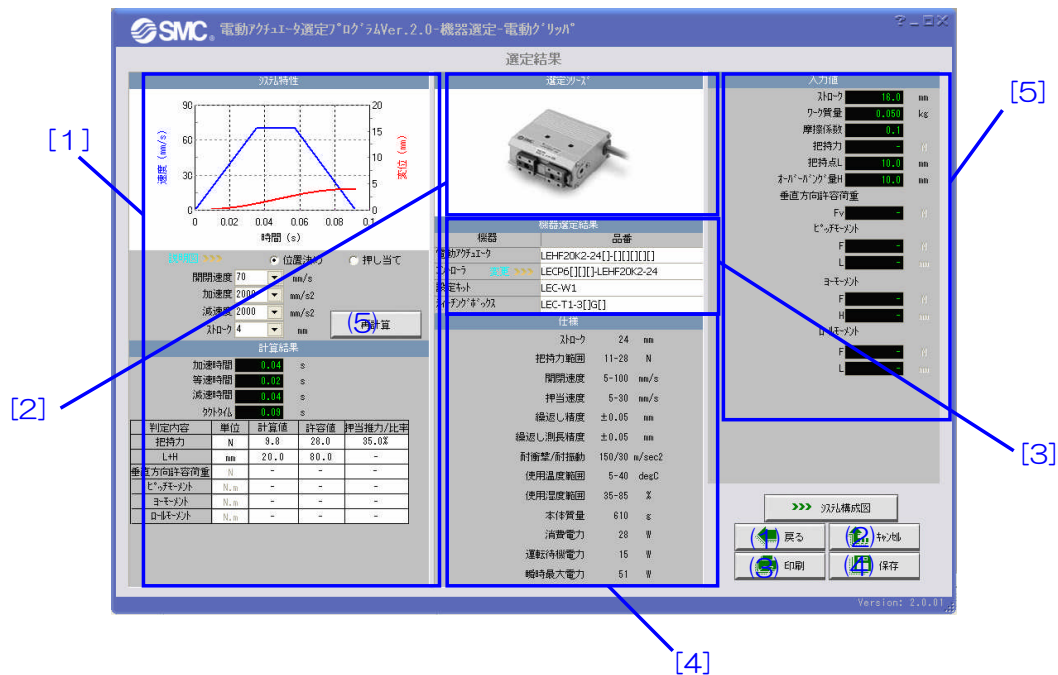 SMC 電動アクチュエータ選定プログラムVer.2.0-機器選定-電動グリッパ
選定結果
システム特性
90
60
30
0
速度 (mm/s)
20
15
10
5
0
変位 (mm)
0 0.02 0.04 0.06 0.08 0.1
時間 (s)
説明図 >>>
位置決め 押し当て
開閉速度 70 mm/s
加速度 2000 mm/s2
減速度 2000 mm/s2
ストローク 4 mm
(5) 再計算
計算結果
加速時間 0.04 s
等速時間 0.02 s
減速時間 0.04 s
タクトタイム 0.09 s
判定内容 単位 計算値 許容値 押当推力/比率
把持力 N 9.8 28.0 35.0%
L+H mm 20.0 80.0 -
垂直方向許容荷重 N - - -
ピッチモーメント N.m - - -
ヨーモーメント N.m - - -
ロールモーメント N.m - - -
選定シリーズ
機器選定結果
機器 品番
電動アクチュエータ LEHF20K2-24[]-[][][][][]
コントローラ 変更 >>> LECP6[][][]-LEHF20K2-24
設定キット LEC-W1
ティーチングボックス LEC-T1-3[]G[]
仕様
ストローク 24 mm
把持力範囲 11-28 N
開閉速度 5-100 mm/s
押当速度 5-30 mm/s
繰返し精度 ±0.05 mm
繰返し測長精度 ±0.05 mm
耐衝撃/耐振動 150/30 m/sec2
使用温度範囲 5-40 degC
使用湿度範囲 35-85 %
本体質量 610 g
消費電力 28 W
運転待機電力 15 W
瞬時最大電力 51 W
入力値
ストローク 16.0 mm
ワーク質量 0.050 kg
摩擦係数 0.1
把持力 - N
把持点L 10.0 mm
オーバーハング量H 10.0 mm
垂直方向許容荷重
Fv - N
ピッチモーメント
F - N
L - mm
ヨーモーメント
F - N
H - mm
ロールモーメント
F - N
L - mm
>>> システム構成図
(1) 戻る (2) キャンセル
(3) 印刷 (4) 保存
Version: 2.0.01
[1]
[2]
[3]
[4]
[5]